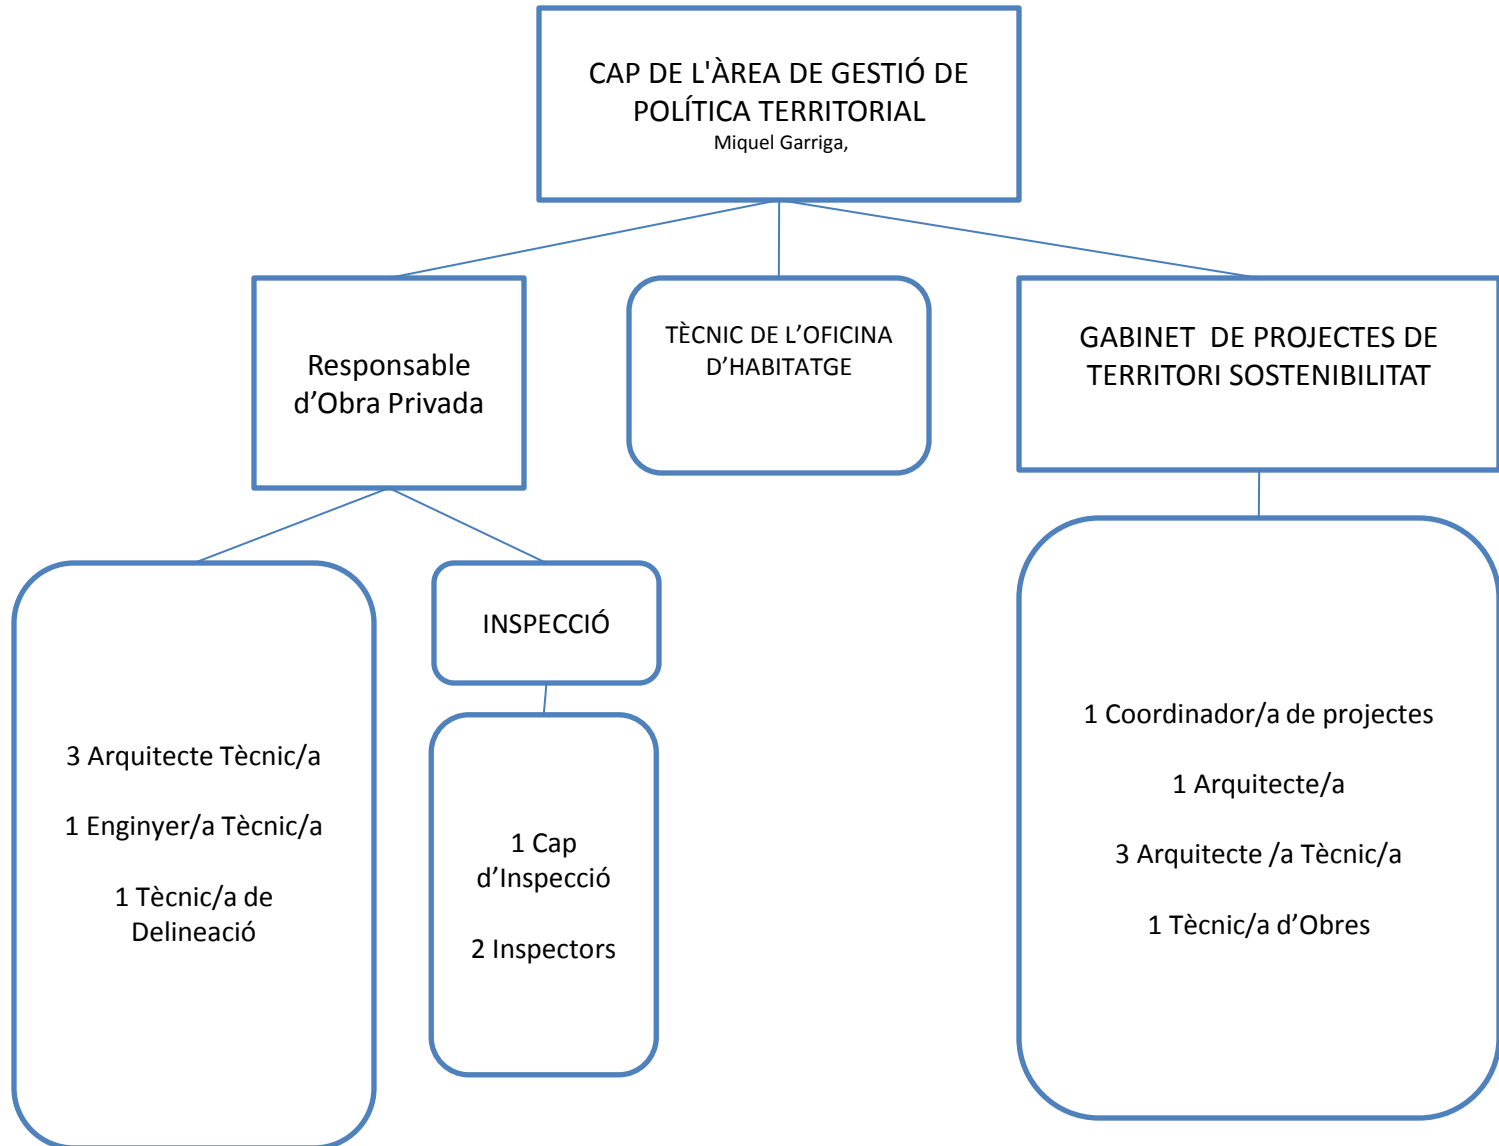 CAP DE L'ÀREA DE GESTIÓ DE
POLÍTICA TERRITORIAL
Miquel Garriga,
Responsable
d’Obra Privada
TÈCNIC DE L’OFICINA
D’HABITATGE
GABINET DE PROJECTES DE
TERRITORI SOSTENIBILITAT
3 Arquitecte Tècnic/a
1 Enginyer/a Tècnic/a
1 Tècnic/a de
Delineació
INSPECCIÓ
1 Cap
d’Inspecció
2 Inspectors
1 Coordinador/a de projectes
1 Arquitecte/a
3 Arquitecte /a Tècnic/a
1 Tècnic/a d’Obres